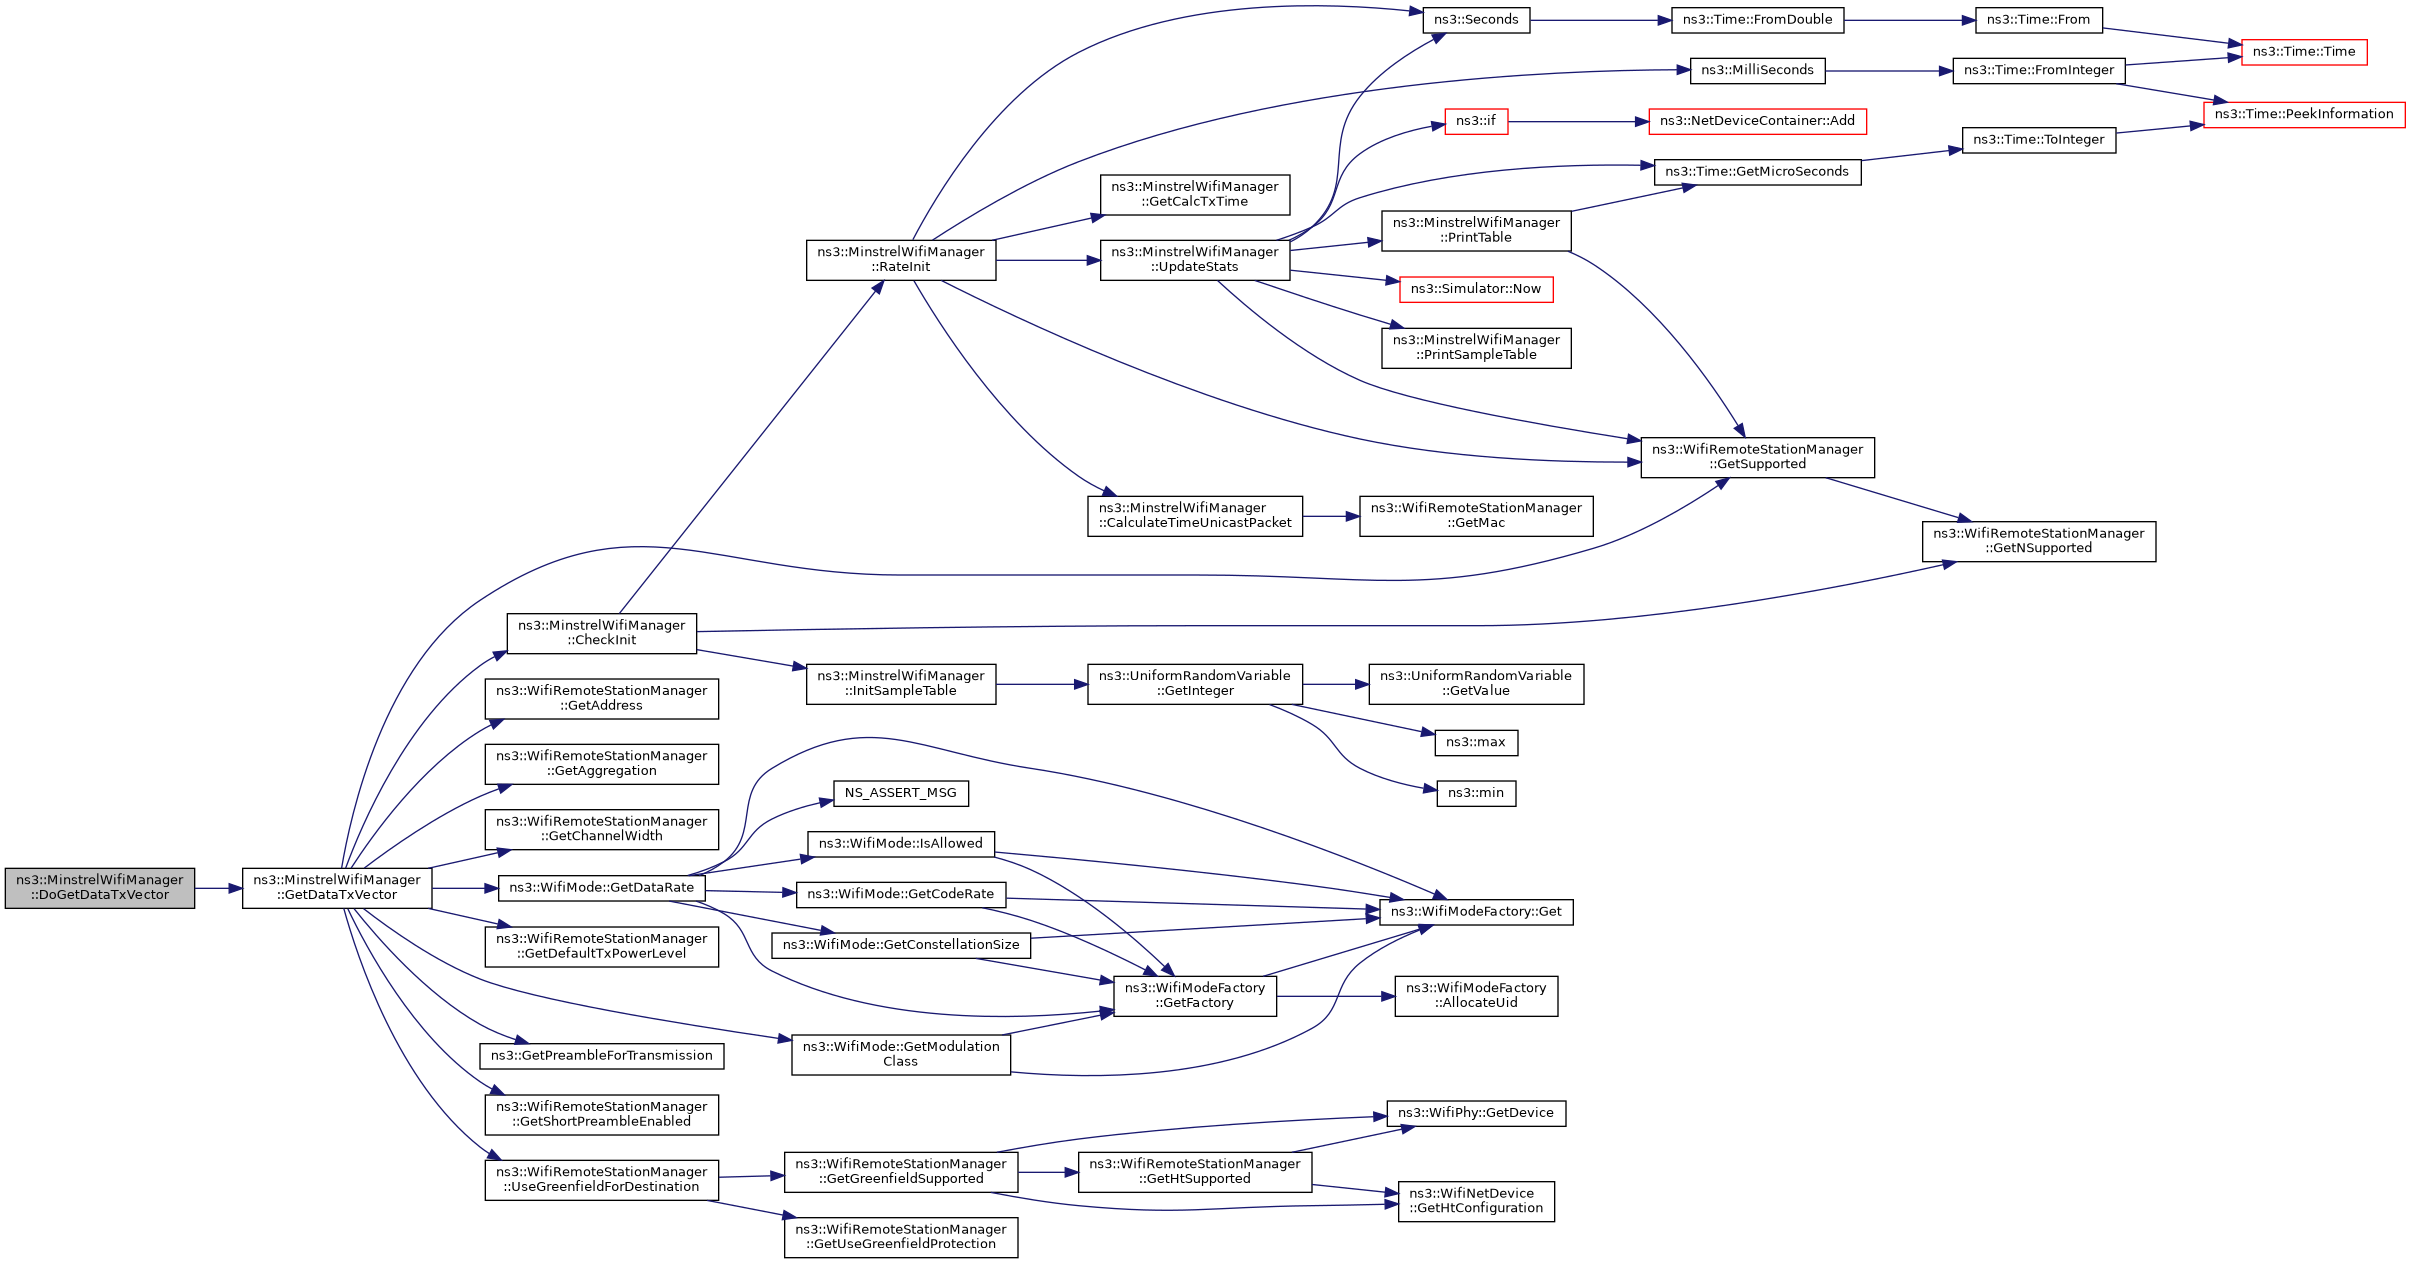 ns3::MinstrelWifiManager
::DoGetDataTxVector
ns3::MinstrelWifiManager
::GetDataTxVector
ns3::MinstrelWifiManager
::CheckInit
ns3::WifiRemoteStationManager
::GetAddress
ns3::WifiRemoteStationManager
::GetAggregation
ns3::WifiRemoteStationManager
::GetChannelWidth
ns3::WifiMode::GetDataRate
ns3::WifiRemoteStationManager
::GetDefaultTxPowerLevel
ns3::GetPreambleForTransmission
ns3::WifiRemoteStationManager
::GetShortPreambleEnabled
ns3::WifiRemoteStationManager
::UseGreenfieldForDestination
ns3::MinstrelWifiManager
::RateInit
ns3::MinstrelWifiManager
::InitSampleTable
NS_ASSERT_MSG
ns3::WifiMode::IsAllowed
ns3::WifiMode::GetCodeRate
ns3::WifiMode::GetConstellationSize
ns3::WifiMode::GetModulation
Class
ns3::WifiRemoteStationManager
::GetGreenfieldSupported
ns3::WifiRemoteStationManager
::GetUseGreenfieldProtection
ns3::MinstrelWifiManager
::GetCalcTxTime
ns3::MinstrelWifiManager
::UpdateStats
ns3::MinstrelWifiManager
::CalculateTimeUnicastPacket
ns3::UniformRandomVariable
::GetInteger
ns3::WifiModeFactory
::GetFactory
ns3::WifiRemoteStationManager
::GetHtSupported
ns3::Seconds
ns3::if
ns3::MinstrelWifiManager
::PrintTable
ns3::Simulator::Now
ns3::MinstrelWifiManager
::PrintSampleTable
ns3::WifiRemoteStationManager
::GetMac
ns3::UniformRandomVariable
::GetValue
ns3::max
ns3::min
ns3::WifiModeFactory::Get
ns3::WifiModeFactory
::AllocateUid
ns3::WifiPhy::GetDevice
ns3::WifiNetDevice
::GetHtConfiguration
ns3::Time::FromDouble
ns3::MilliSeconds
ns3::NetDeviceContainer::Add
ns3::Time::GetMicroSeconds
ns3::WifiRemoteStationManager
::GetSupported
ns3::Time::From
ns3::Time::FromInteger
ns3::Time::ToInteger
ns3::WifiRemoteStationManager
::GetNSupported
ns3::Time::Time
ns3::Time::PeekInformation